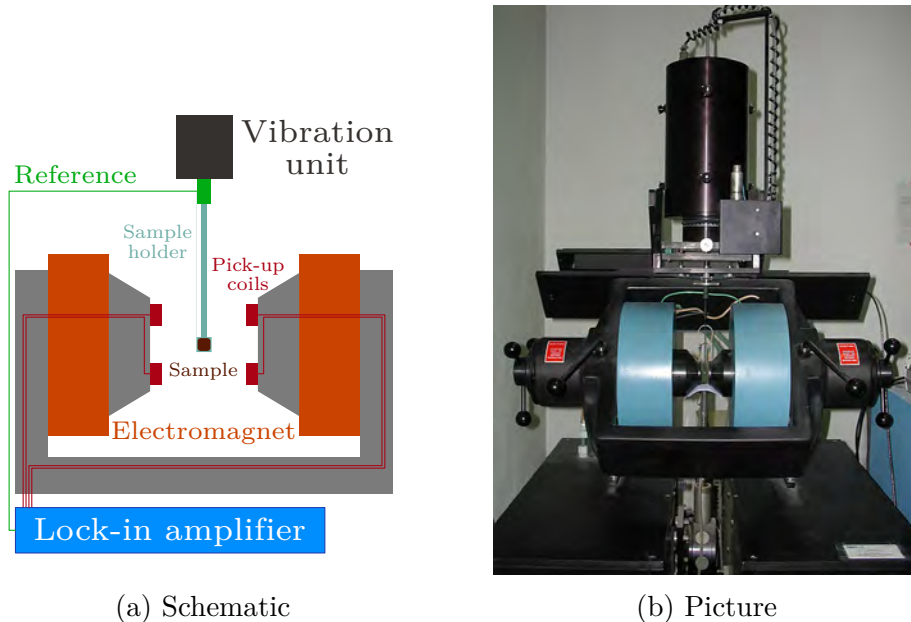 Vibration
unit
Reference
Sample
holder
Pick-up
coils
Sample
Electromagnet
Lock-in amplifier
(a) Schematic
(b) Picture